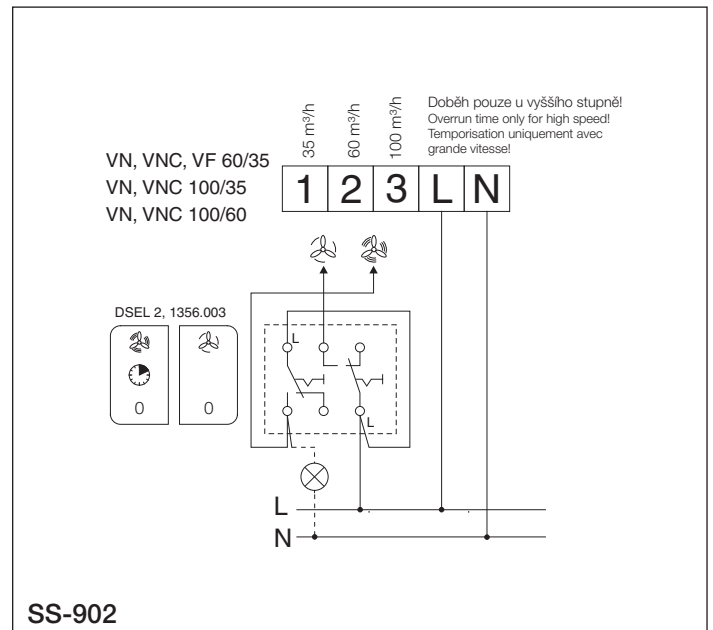 35 m³/h
60 m³/h
100 m³/h
Doběh pouze u vyššího stupně!
Overrun time only for high speed!
Temporisation uniquement avec
grande vitesse!
VN, VNC, VF 60/35
VN, VNC 100/35
VN, VNC 100/60
1 2 3 L N
DSEL 2, 1356.003
0 0
L
L
L
N
SS-902